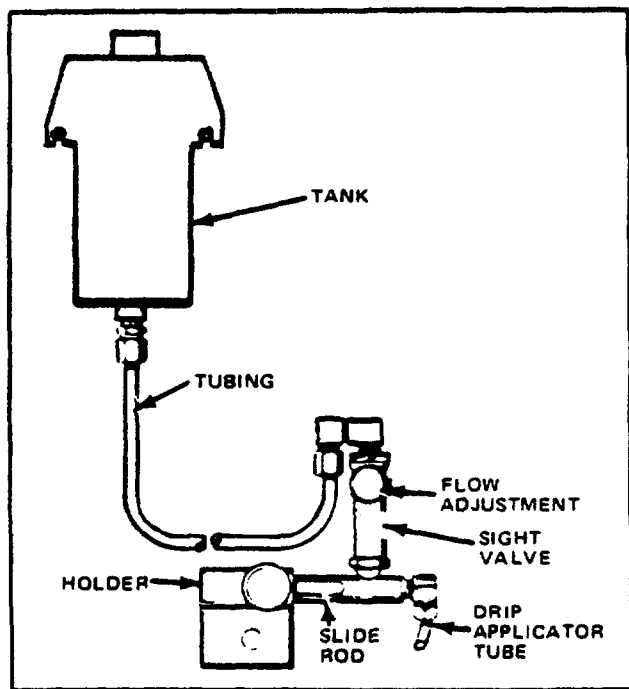 TANK
TUBING
FLOW
ADJUSTMENT
SIGHT
VALVE
HOLDER
SLIDE
ROD
DRIP
APPLICATOR
TUBE